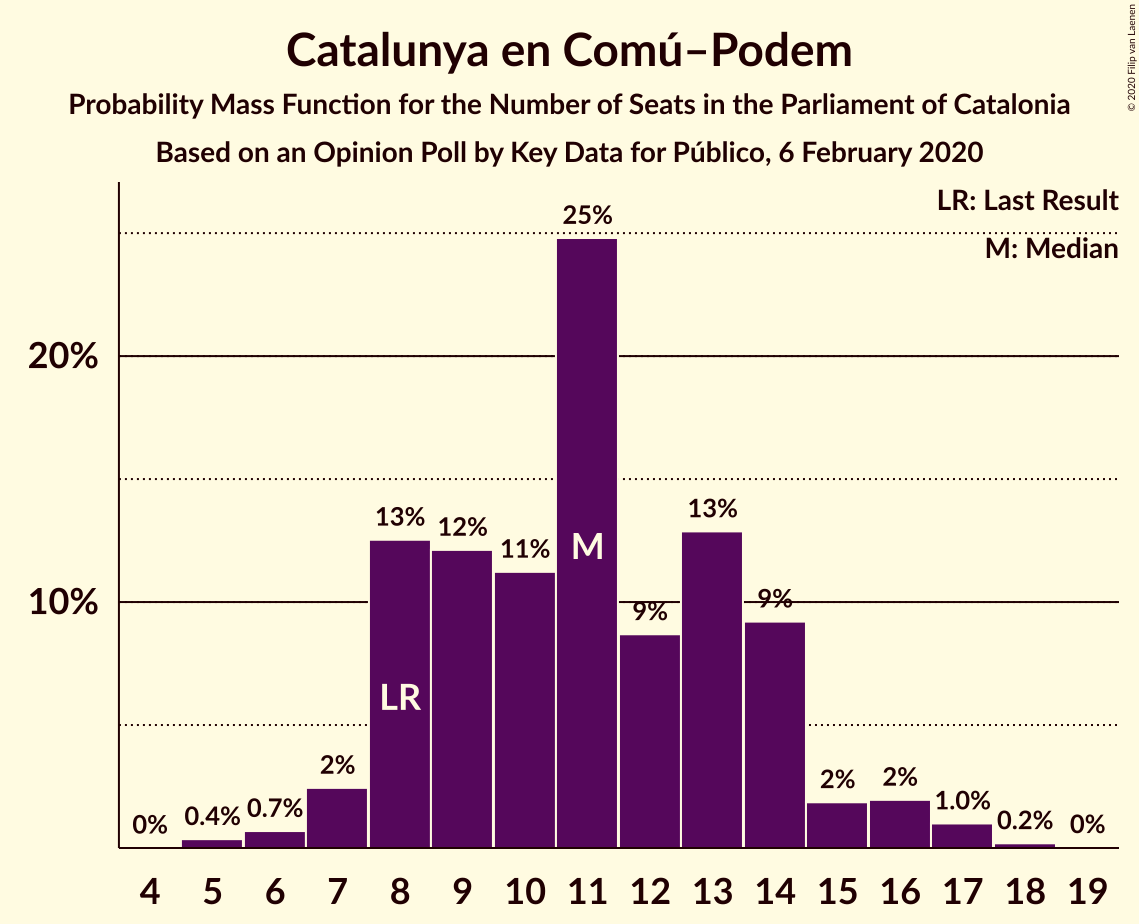 Catalunya en Comú–Podem
Probability Mass Function for the Number of Seats in the Parliament of Catalonia
Based on an Opinion Poll by Key Data for Público, 6 February 2020
© 2020 Filip van Laenen
LR: Last Result
M: Median
20%
10%
0%
0.4%
0.7%
2%
13%
12%
11%
25%
9%
13%
9%
2%
2%
1.0%
0.2%
0%
LR
M
4 5 6 7 8 9 10 11 12 13 14 15 16 17 18 19